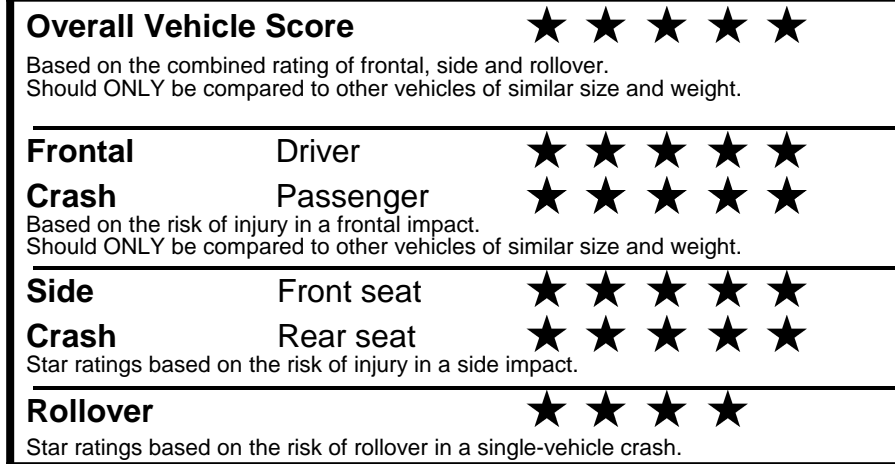 Overall Vehicle Score ★ ★ ★ ★ ★
Based on the combined rating of frontal, side and rollover.
Should ONLY be compared to other vehicles of similar size and weight.
Frontal Driver ★ ★ ★ ★ ★
Crash Passenger ★ ★ ★ ★ ★
Based on the risk of injury in a frontal impact.
Should ONLY be compared to other vehicles of similar size and weight.
Side Front seat ★ ★ ★ ★ ★
Crash Rear seat ★ ★ ★ ★ ★
Star ratings based on the risk of injury in a side impact.
Rollover ★ ★ ★ ★
Star ratings based on the risk of rollover in a single-vehicle crash.